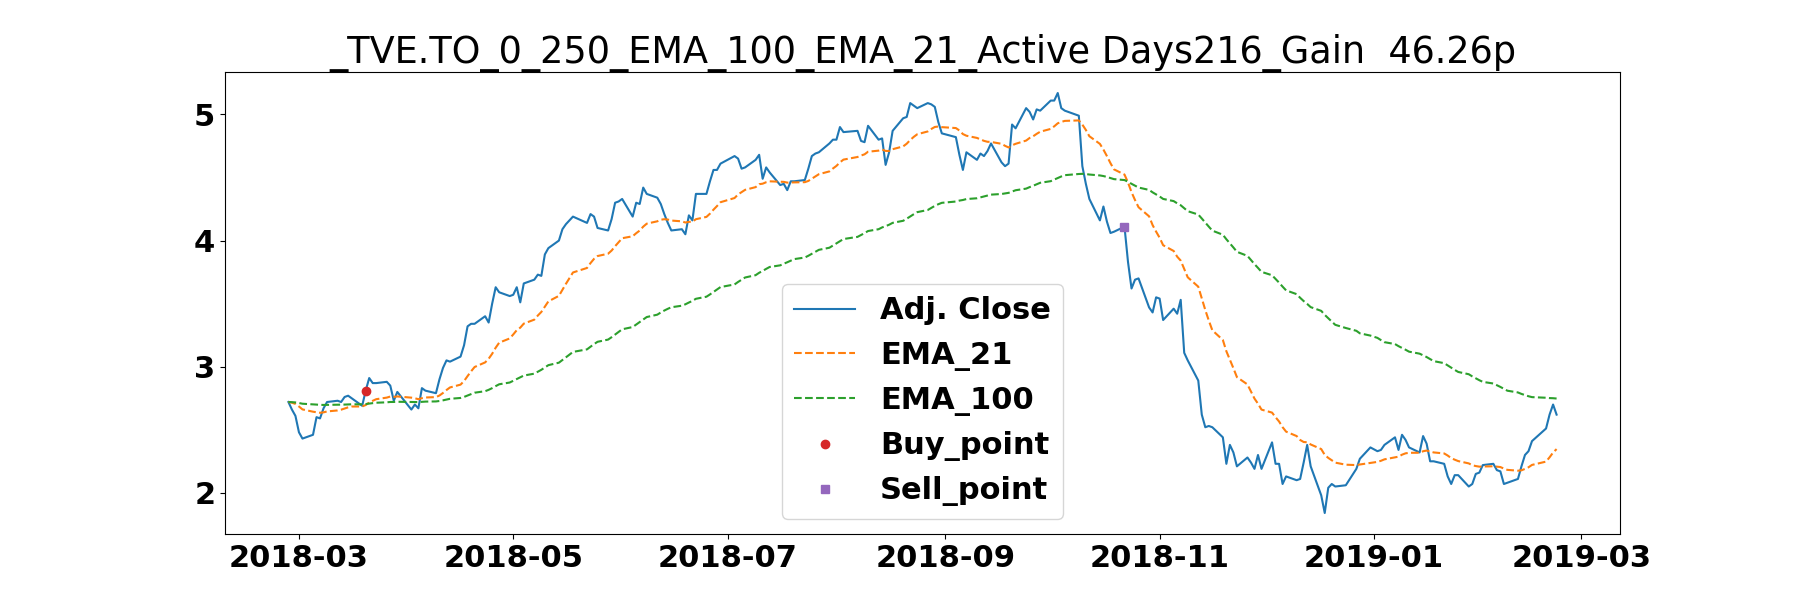 _TVE.TO_0_250_EMA_100_EMA_21_Active Days216_Gain  46.26p
5
4
3
2
Adj. Close
EMA_21
EMA_100
Buy_point
Sell_point
2018-03 2018-05 2018-07 2018-09 2018-11 2019-01 2019-03